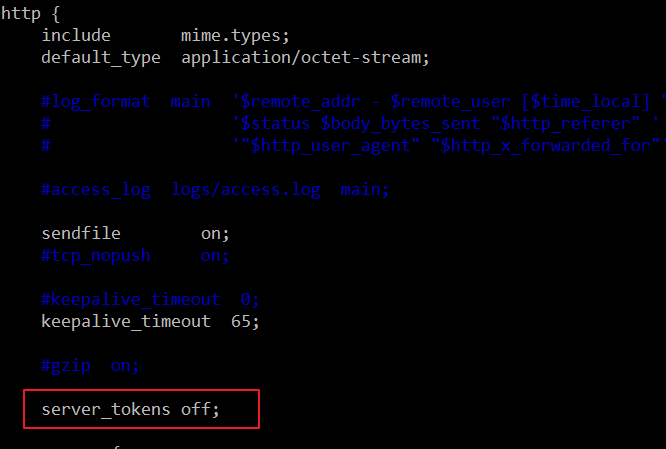 http {
    include       mime.types;
    default_type  application/octet-stream;
    #log_format  main  '$remote_addr - $remote_user [$time_local] '
    #                  '$status $body_bytes_sent "$http_referer" '
    #                  '"$http_user_agent" "$http_x_forwarded_for"'
    #access_log  logs/access.log  main;
    sendfile        on;
    #tcp_nopush     on;
    #keepalive_timeout  0;
    keepalive_timeout  65;
    #gzip  on;
    server_tokens off;